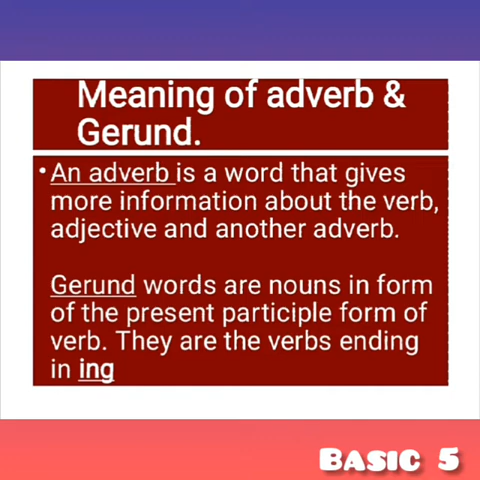 Meaning of adverb &
Gerund.
•An adverb is a word that gives
more information about the verb,
adjective and another adverb.
Gerund words are nouns in form
of the present participle form of
verb. They are the verbs ending
in ing
BASIC 5